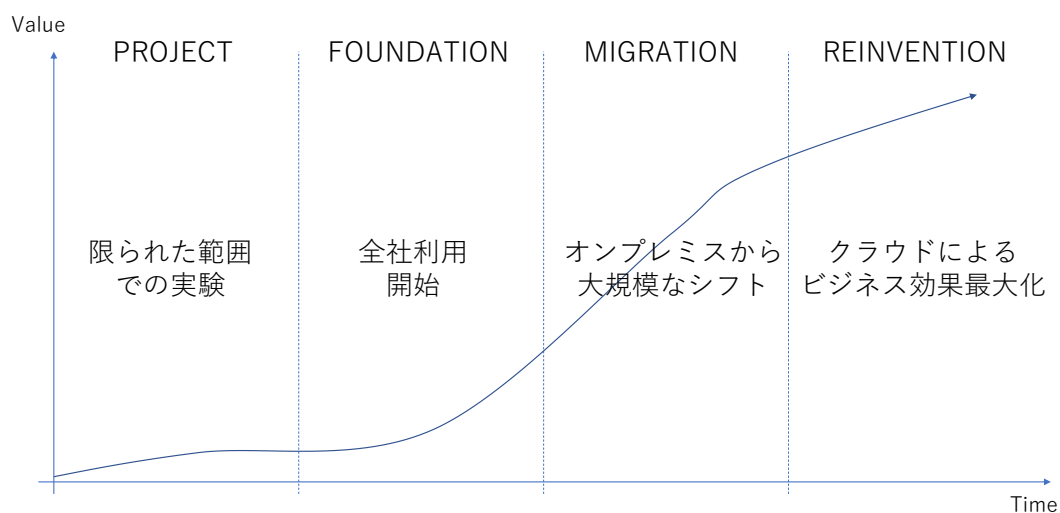 Value
PROJECT
FOUNDATION
MIGRATION
REINVENTION
限られた範囲
での実験
全社利用
開始
オンプレミスから
大規模なシフト
クラウドによる
ビジネス効果最大化
Time